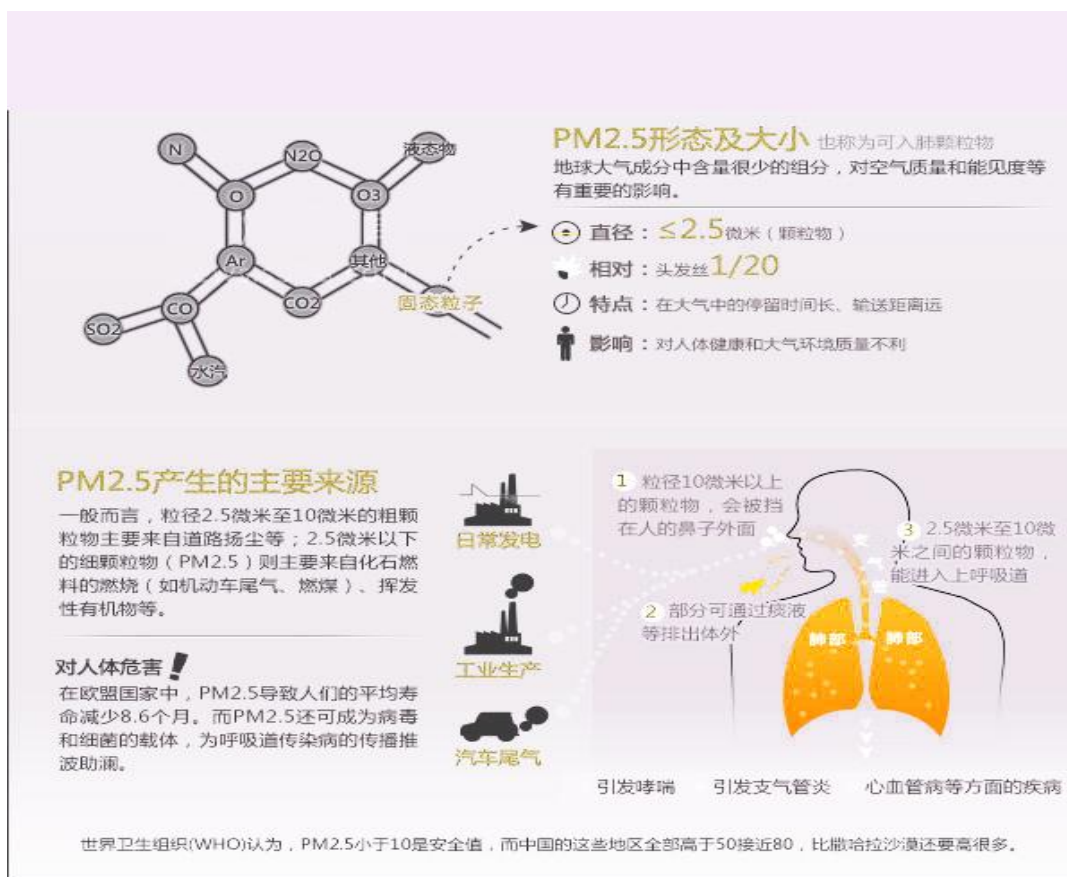 N
N2O
液态物
O
O3
Ar
其他
CO
CO2
固态粒子
SO2
水汽
PM2.5形态及大小 也称为可入肺颗粒物
地球大气成分中含量很少的组分，对空气质量和能见度等
有重要的影响。
直径：≤2.5微米（颗粒物）
相对：头发丝1/20
特点：在大气中的停留时间长、输送距离远
影响：对人体健康和大气环境质量不利
PM2.5产生的主要来源
一般而言，粒径2.5微米至10微米的粗颗
粒物主要来自道路扬尘等；2.5微米以下
的细颗粒物（PM2.5）则主要来自化石燃
料的燃烧（如机动车尾气、燃煤）、挥发
性有机物等。
对人体危害！
在欧盟国家中，PM2.5导致人们的平均寿
命减少8.6个月。而PM2.5还可成为病毒
和细菌的载体，为呼吸道传染病的传播推
波助澜。
日常发电
工业生产
汽车尾气
1 粒径10微米以上
的颗粒物，会被挡
在人的鼻子外面
2 部分可通过痰液
等排出体外
3 2.5微米至10微
米之间的颗粒物，
能进入上呼吸道
肺部 肺部
引发哮喘 引发支气管炎 心血管病等方面的疾病
世界卫生组织(WHO)认为，PM2.5小于10是安全值，而中国的这些地区全部高于50接近80，比撒哈拉沙漠还要高很多。